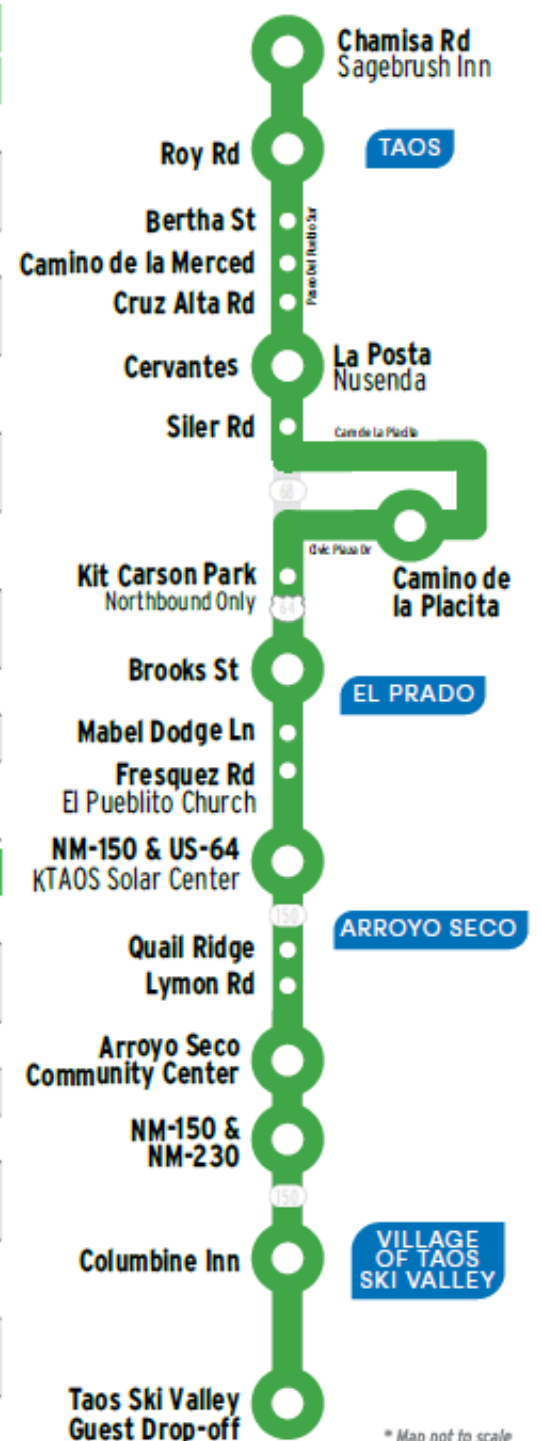 Chamisa Rd
Sagebrush Inn
Roy Rd
TAOS
Bertha St
Paseo Del Pueblo Sur
Camino de la Merced
Cruz Alta Rd
Cervantes
La Posta
Nusenda
Siler Rd
Cam de La Placita
68
Civic Plaza Dr
Kit Carson Park
Northbound Only
64
Camino de
la Placita
Brooks St
EL PRADO
Mabel Dodge Ln
Fresquez Rd
El Pueblito Church
NM-150 & US-64
KTAOS Solar Center
150
ARROYO SECO
Quail Ridge
Lymon Rd
Arroyo Seco
Community Center
NM-150 &
NM-230
150
Columbine Inn
VILLAGE
OF TAOS
SKI VALLEY
Taos Ski Valley
Guest Drop-off
* Map not to scale